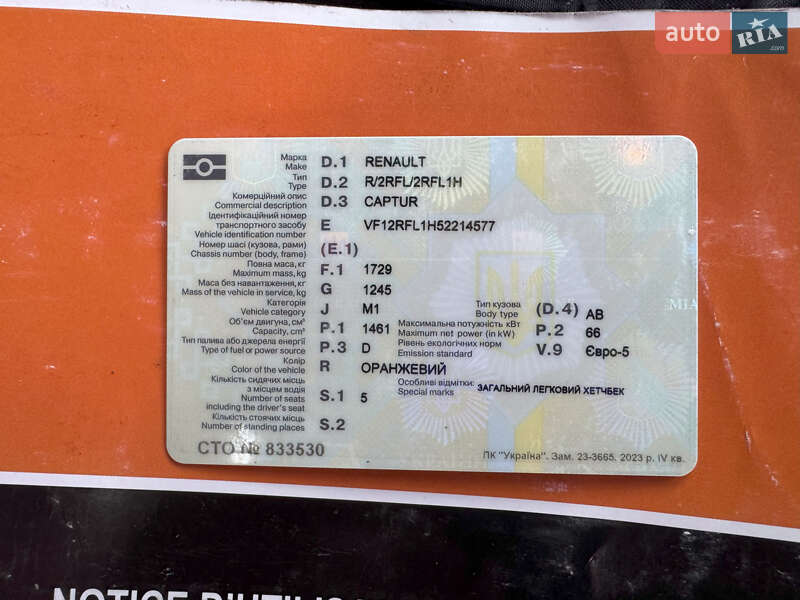 auto RIA.com
Марка
Make D.1 RENAULT
Тип
Type D.2 R/2RFL/2RFL1H
Комерційний опис
Commercial description D.3 CAPTUR
Ідентифікаційний номер
транспортного засобу E VF12RFL1H52214577
Vehicle identification number
Номер шасі (кузова, рами) (E.1)
Chassis number (body, frame)
Повна маса, кг F.1 1729
Maximum mass, kg
Маса без навантаження, кг G 1245
Mass of the vehicle in service, kg
Категорія
Vehicle category J M1 Тип кузова
Body type (D.4) AB
Об'єм двигуна, см³
Capacity, cm³ P.1 1461 Максимальна потужність кВт
Maximum net power (in kW) P.2 66
Тип палива або джерела енергії
Type of fuel or power source P.3 D Рівень екологічних норм
Emission standard V.9 Євро-5
Колір
Color of the vehicle R ОРАНЖЕВИЙ
Кількість сидячих місць
з місцем водія
Number of seats
including the driver's seat S.1 5 Особливі відмітки:
Special marks ЗАГАЛЬНИЙ ЛЕГКОВИЙ ХЕТЧБЕК
Кількість стоячих місць
Number of standing places S.2
СТО № 833530
ПК "Україна". Зам. 23-3665. 2023 р. IV кв.